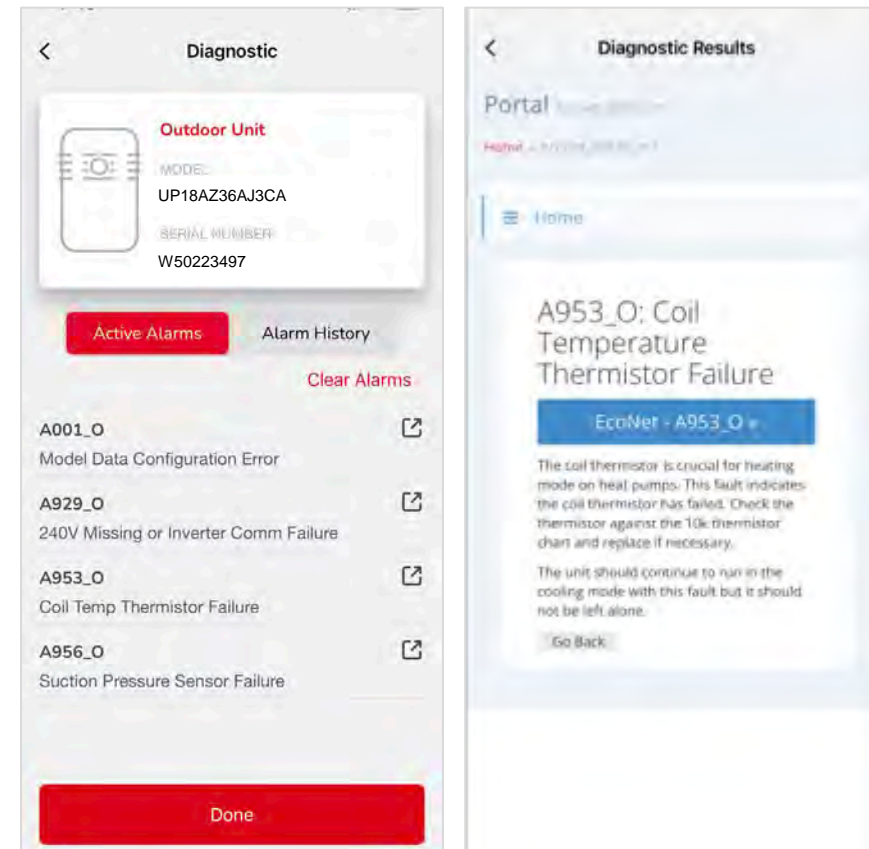 Diagnostic
Outdoor Unit
MODEL
UP18AZ36AJ3CA
SERIAL NUMBER
W50223497
Active Alarms
Alarm History
Clear Alarms
A001_O
Model Data Configuration Error
A929_O
240V Missing or Inverter Comm Failure
A953_O
Coil Temp Thermistor Failure
A956_O
Suction Pressure Sensor Failure
Done
Diagnostic Results
Portal
Home
Home
A953_O: Coil
Temperature
Thermistor Failure
EcoNet - A953_O »
The coil thermistor is crucial for heating
mode on heat pumps. This fault indicates
the coil thermistor has failed. Check the
thermistor against the 10k thermistor
chart and replace if necessary.
The unit should continue to run in the
cooling mode with this fault but it should
not be left alone.
Go Back